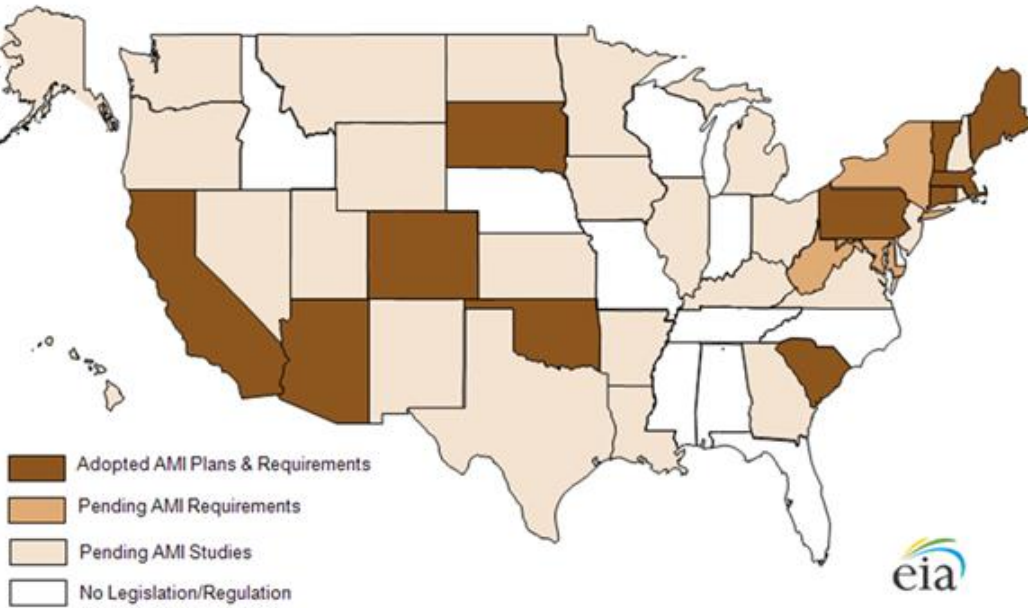 Adopted AMI Plans & Requirements
Pending AMI Requirements
Pending AMI Studies
No Legislation/Regulation
eia